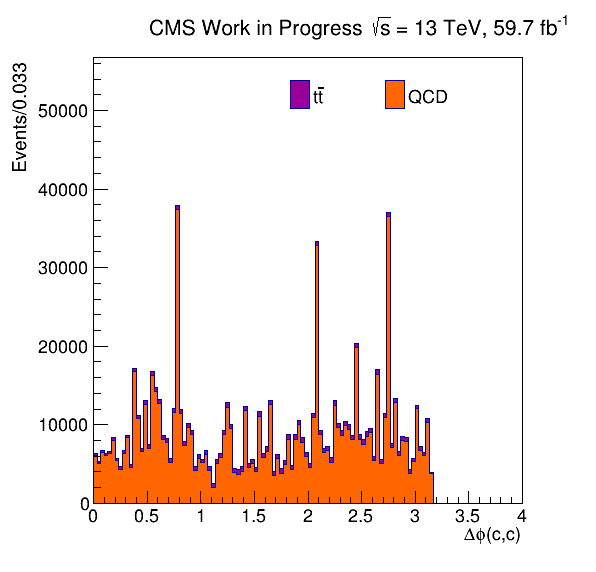 CMS Work in Progress √s = 13 TeV, 59.7 fb⁻¹
Events/0.033
tt̄
QCD
50000
40000
30000
20000
10000
0
0 0.5 1 1.5 2 2.5 3 3.5 4
Δϕ(c,c)